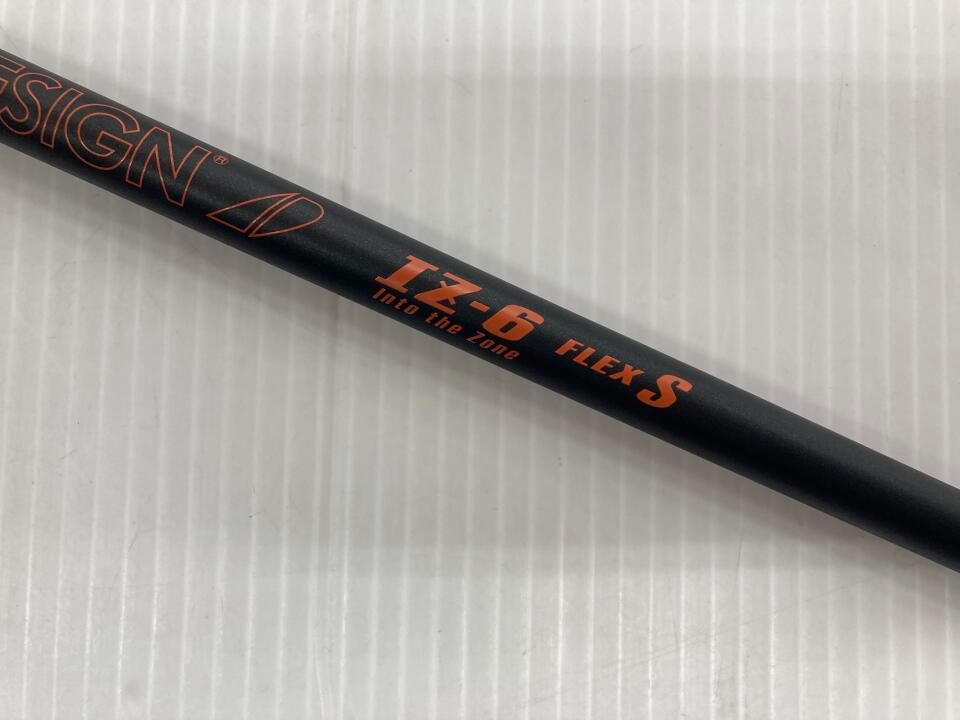 ESIGN®
IZ-6 FLEX S
Into the Zone